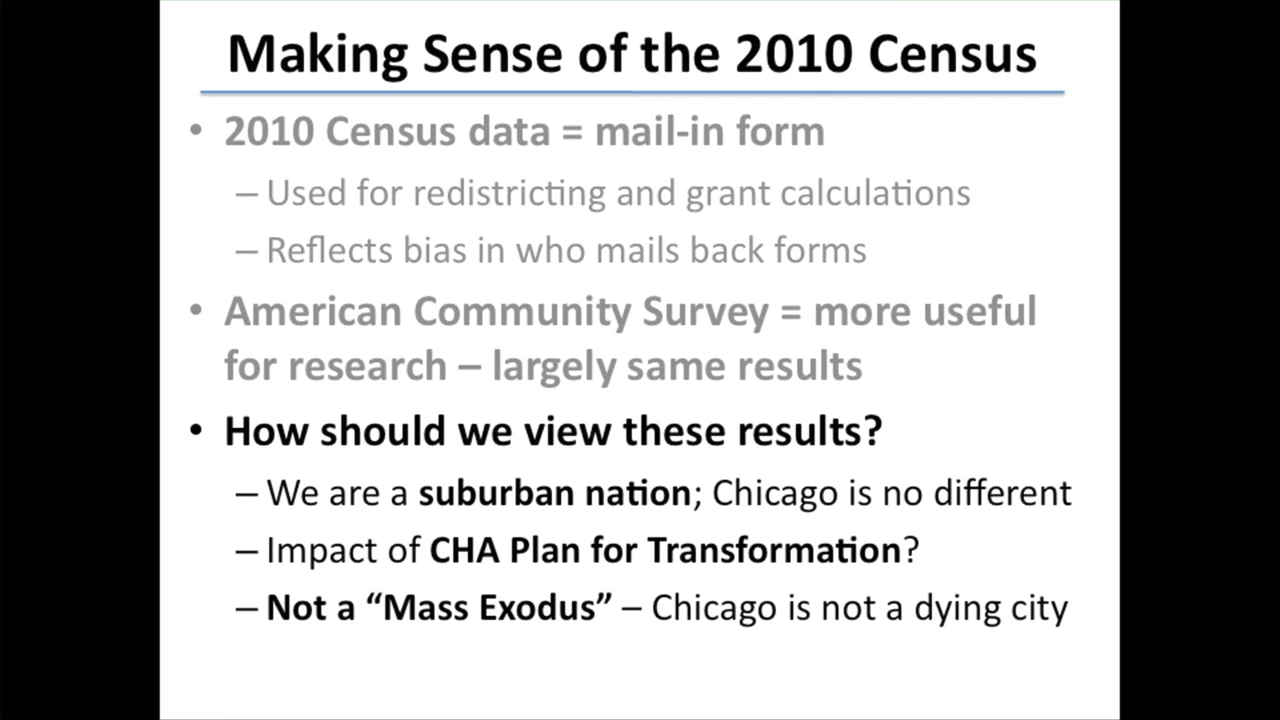 Making Sense of the 2010 Census
• 2010 Census data = mail-in form
– Used for redistricting and grant calculations
– Reflects bias in who mails back forms
• American Community Survey = more useful
for research – largely same results
• How should we view these results?
– We are a suburban nation; Chicago is no different
– Impact of CHA Plan for Transformation?
– Not a “Mass Exodus” – Chicago is not a dying city